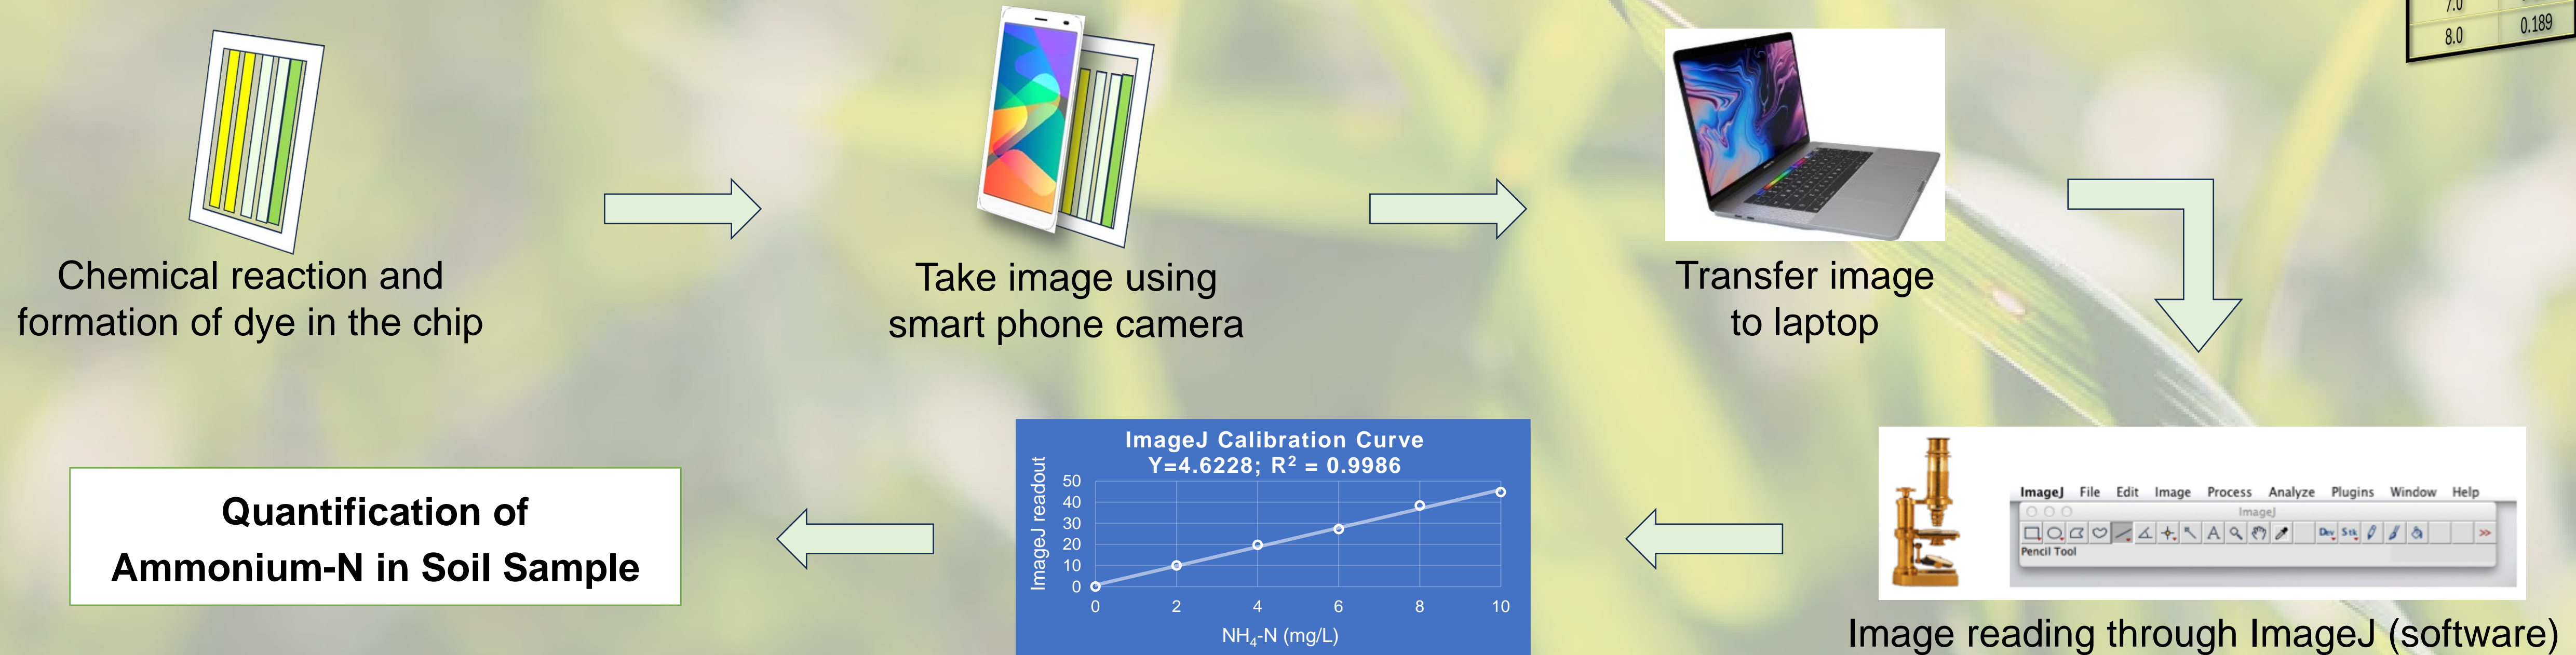 7.0
8.0 0.189
Chemical reaction and
formation of dye in the chip
Take image using
smart phone camera
Transfer image
to laptop
ImageJ File Edit Image Process Analyze Plugins Window Help
ImageJ
Dev Stk
>>
Pencil Tool
Image reading through ImageJ (software)
ImageJ Calibration Curve
Y=4.6228; R² = 0.9986
ImageJ readout
50
40
30
20
10
0
0 2 4 6 8 10
NH₄-N (mg/L)
Quantification of
Ammonium-N in Soil Sample